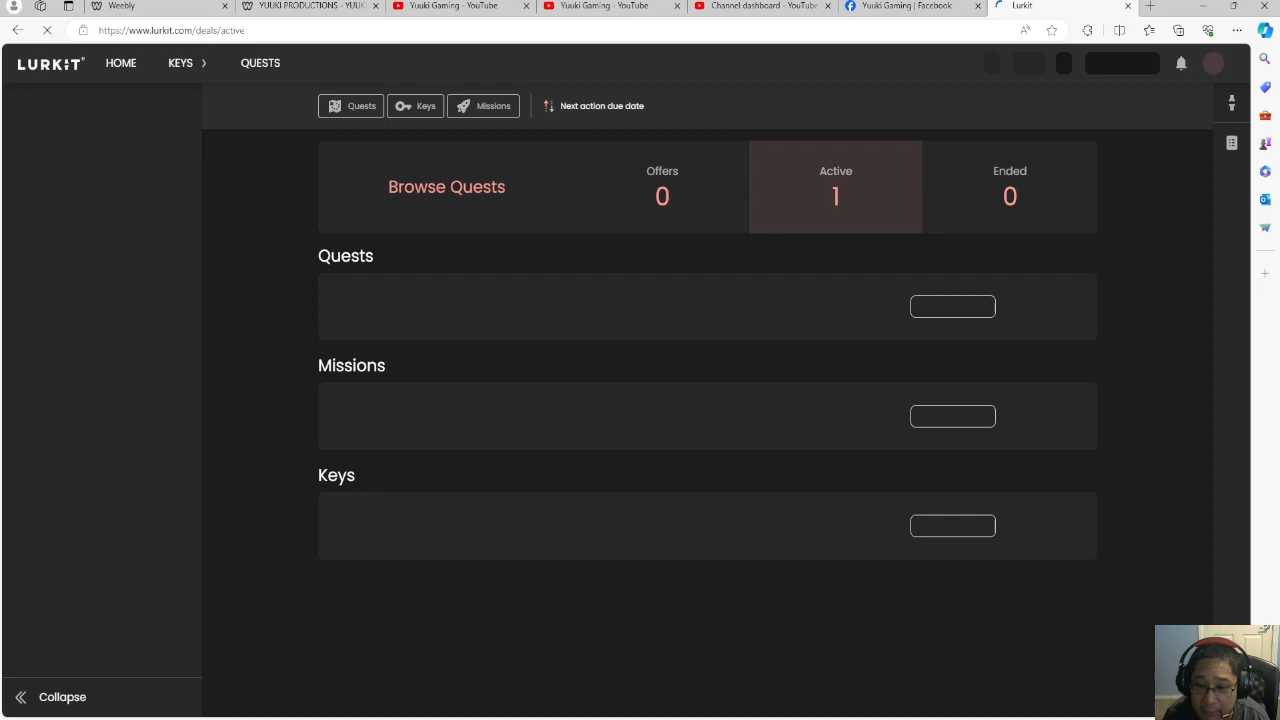 Weebly
YUUKI PRODUCTIONS - YUUKI
Yuuki Gaming - YouTube
Yuuki Gaming - YouTube
Channel dashboard - YouTube
Yuuki Gaming | Facebook
Lurkit
https://www.lurkit.com/deals/active
LURKIT HOME KEYS QUESTS
Quests Keys Missions Next action due date
Browse Quests
Offers
0
Active
1
Ended
0
Quests
Missions
Keys
Collapse